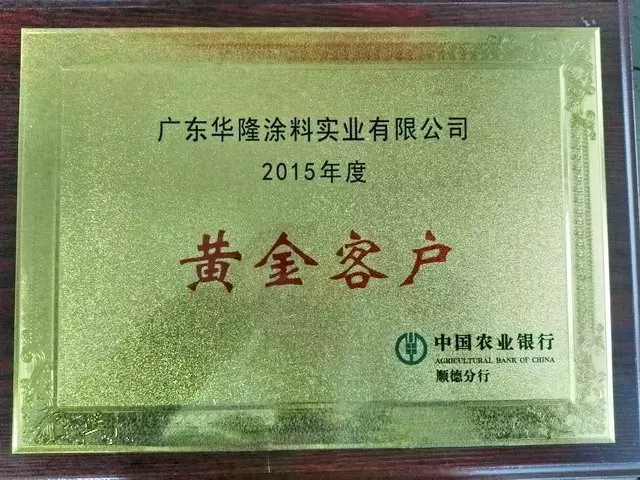 广东华隆涂料实业有限公司
2015年度
黄金客户
中国农业银行
AGRICULTURAL BANK OF CHINA
顺德分行